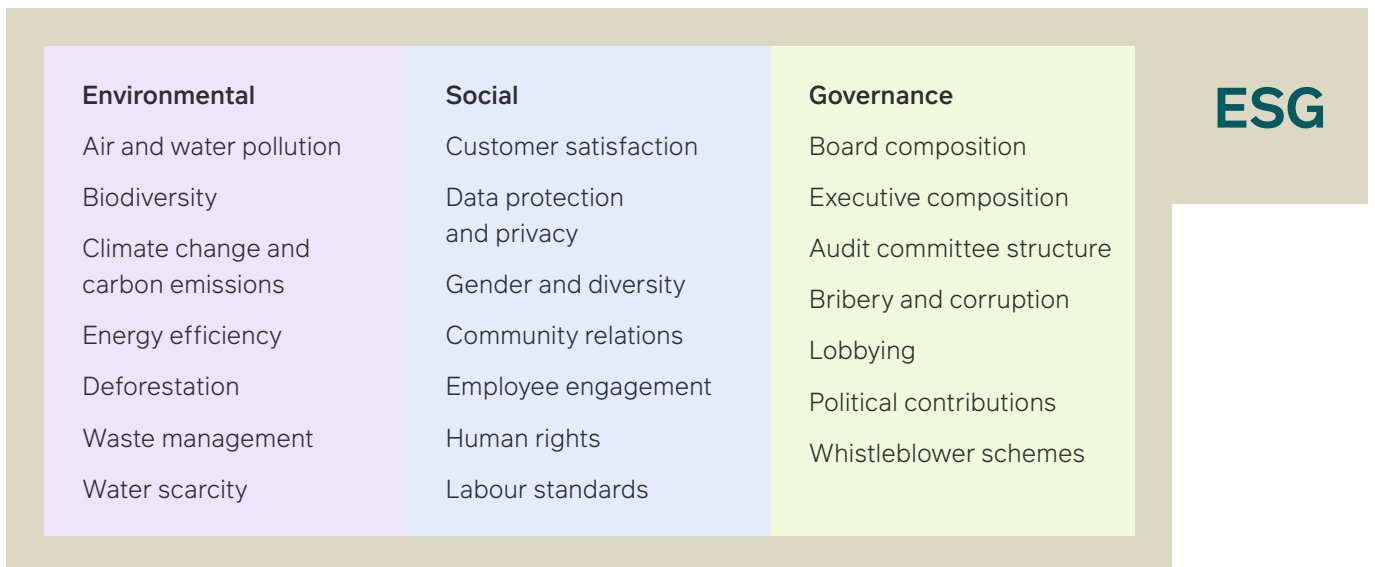 Environmental
Air and water pollution
Biodiversity
Climate change and
carbon emissions
Energy efficiency
Deforestation
Waste management
Water scarcity
Social
Customer satisfaction
Data protection
and privacy
Gender and diversity
Community relations
Employee engagement
Human rights
Labour standards
Governance
Board composition
Executive composition
Audit committee structure
Bribery and corruption
Lobbying
Political contributions
Whistleblower schemes
ESG